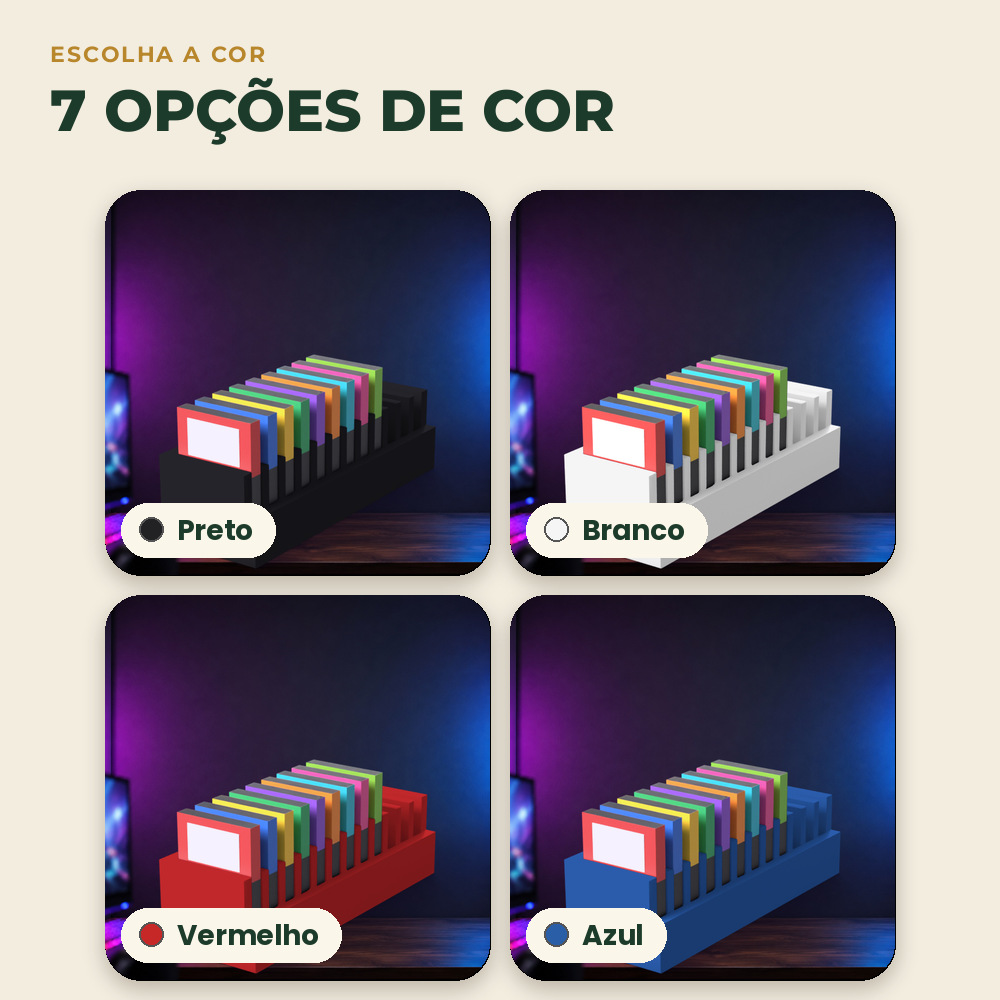 ESCOLHA A COR
7 OPÇÕES DE COR
Preto
Branco
Vermelho
Azul